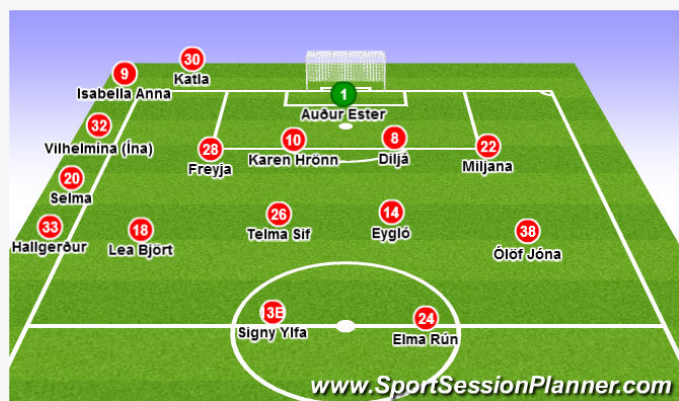 30
Katla
9
Isabella Anna
1
Auður Ester
32
Vilhelmína (Ína)
28
Freyja
10
Karen Hrönn
8
Diljá
22
Miljana
20
Selma
33
Hallgerður
18
Lea Björt
26
Telma Sif
14
Eygló
38
Ólöf Jóna
3E
Signy Ylfa
24
Elma Rún
www.SportSessionPlanner.com